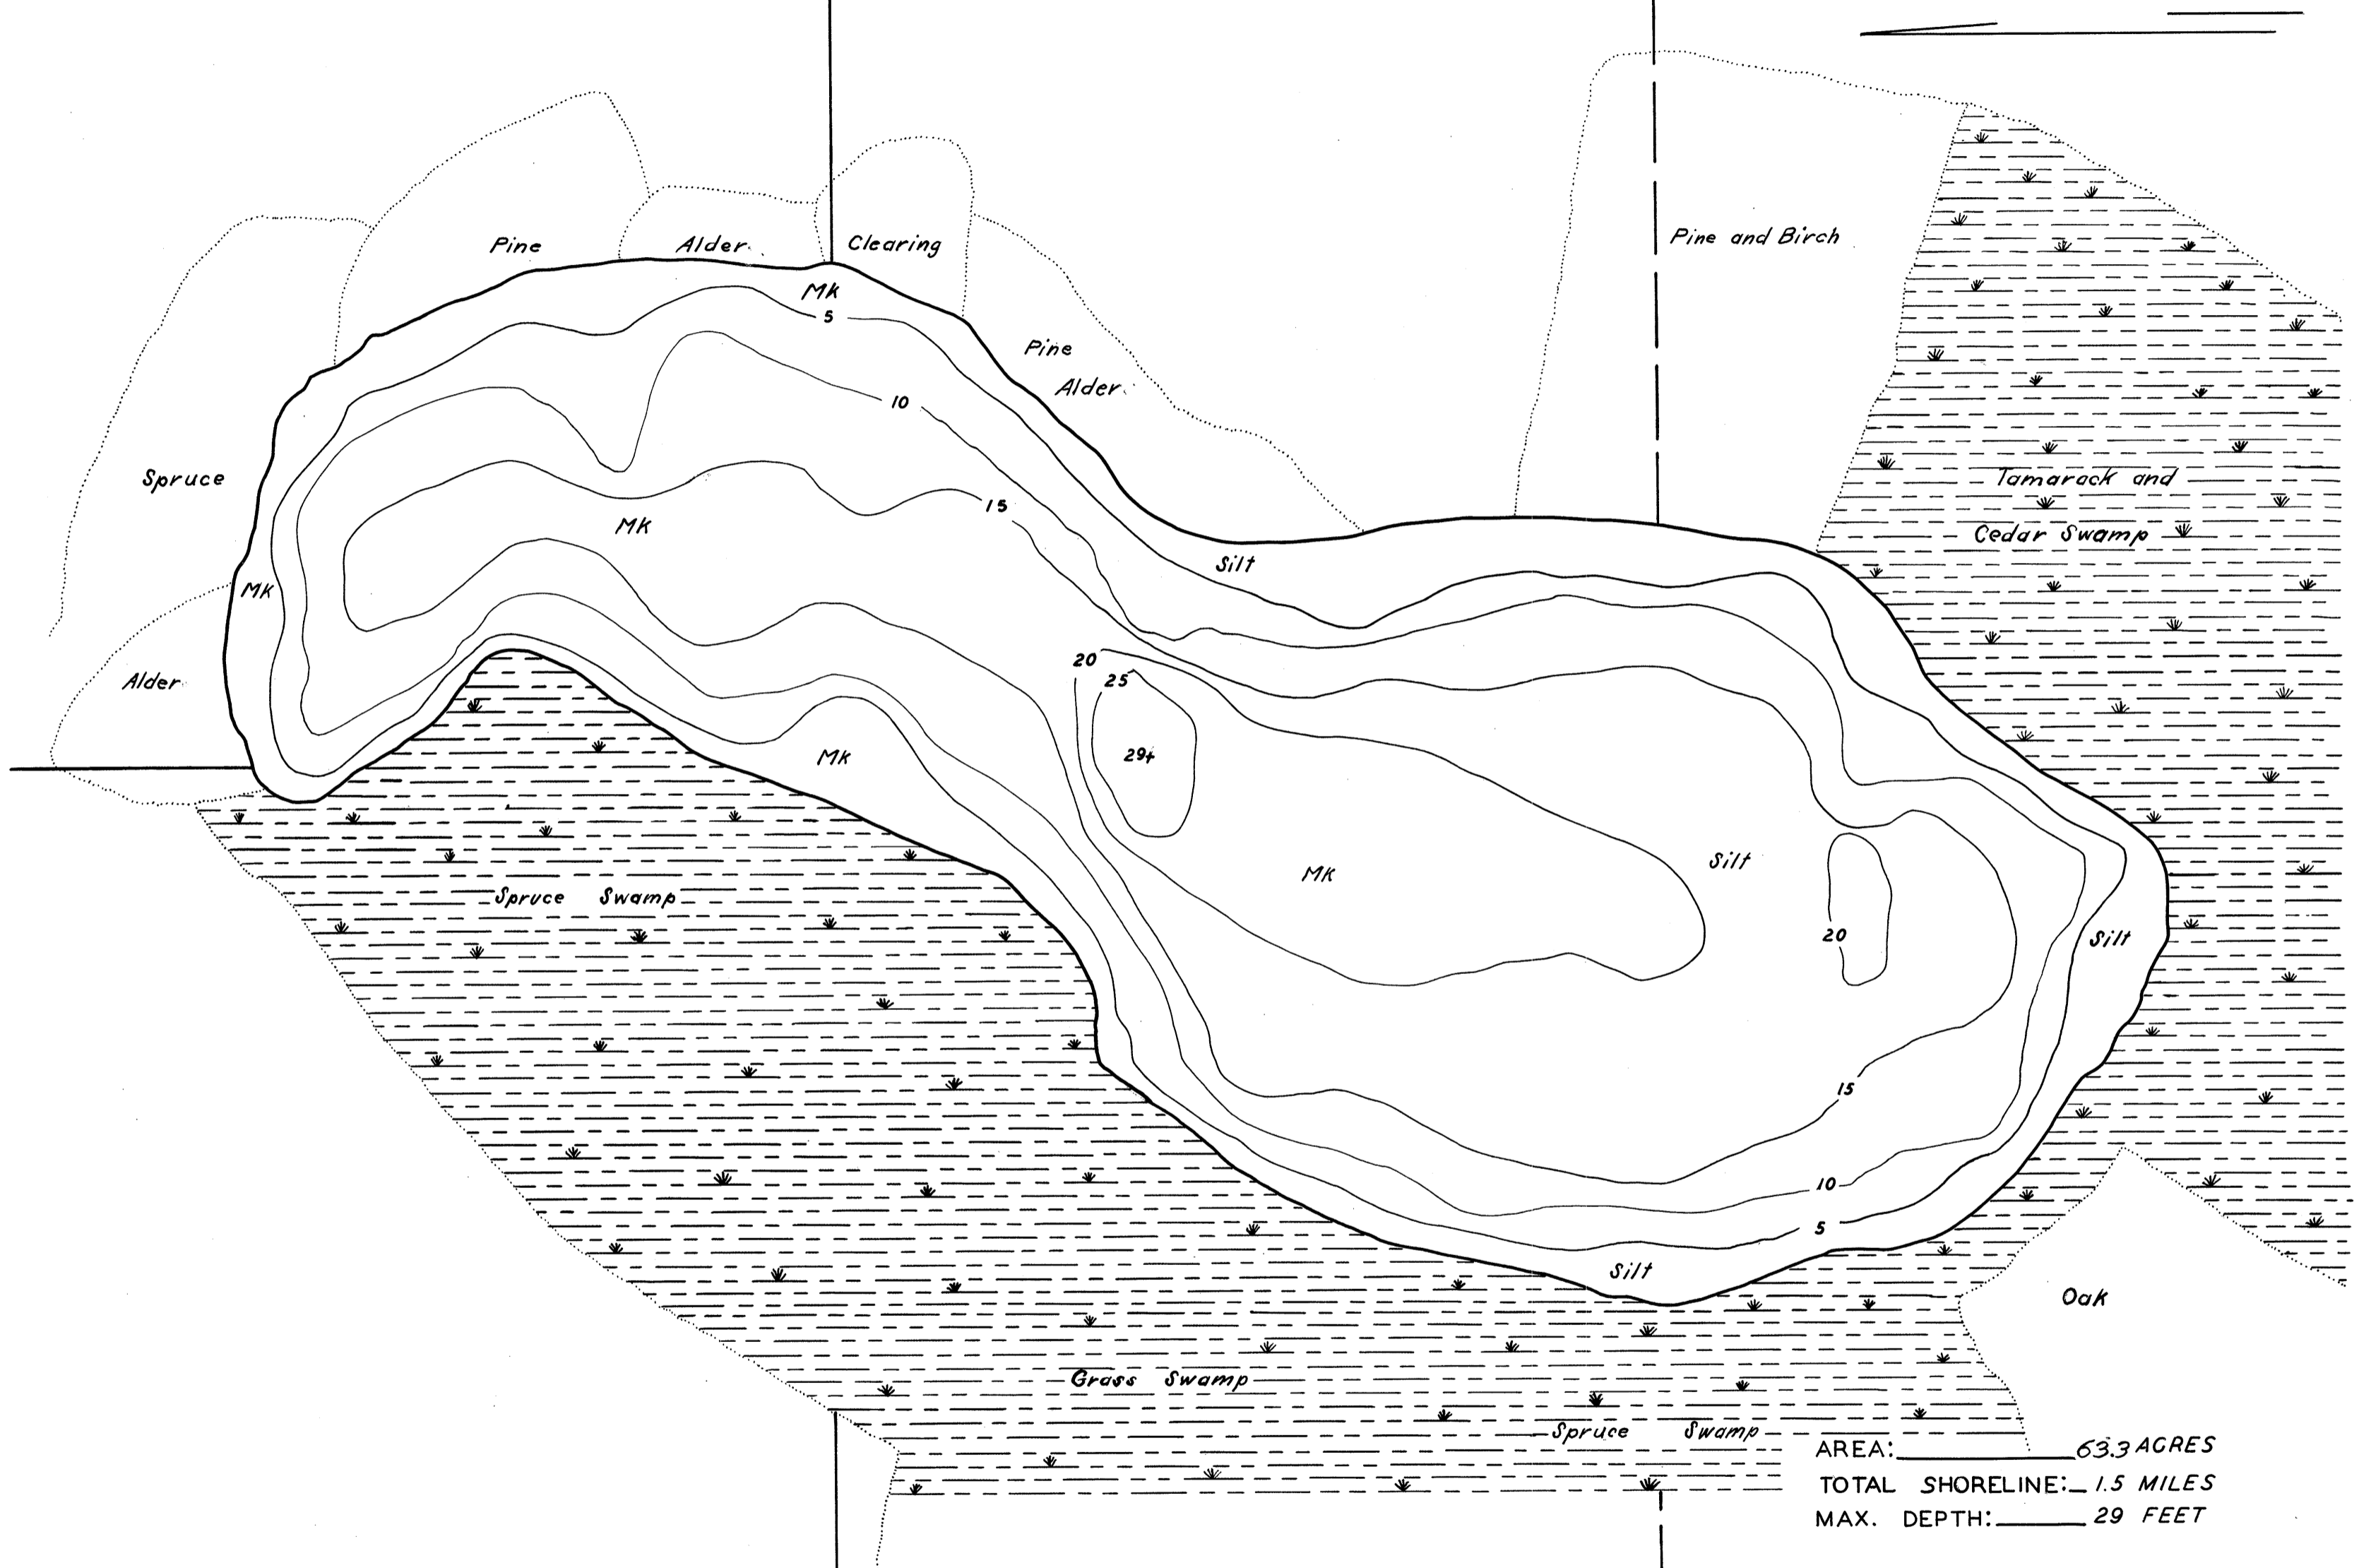 Pine
Alder
Clearing
Pine and Birch
Mk
5
Pine
Alder
10
Spruce
Tamarack and
Cedar Swamp
15
Mk
Silt
Mk
20
25
Alder
29+
Mk
Silt
Mk
Spruce Swamp
20
Silt
15
10
5
Silt
Oak
Grass Swamp
Spruce Swamp
AREA: 63.3 ACRES
TOTAL SHORELINE: 1.5 MILES
MAX. DEPTH: 29 FEET